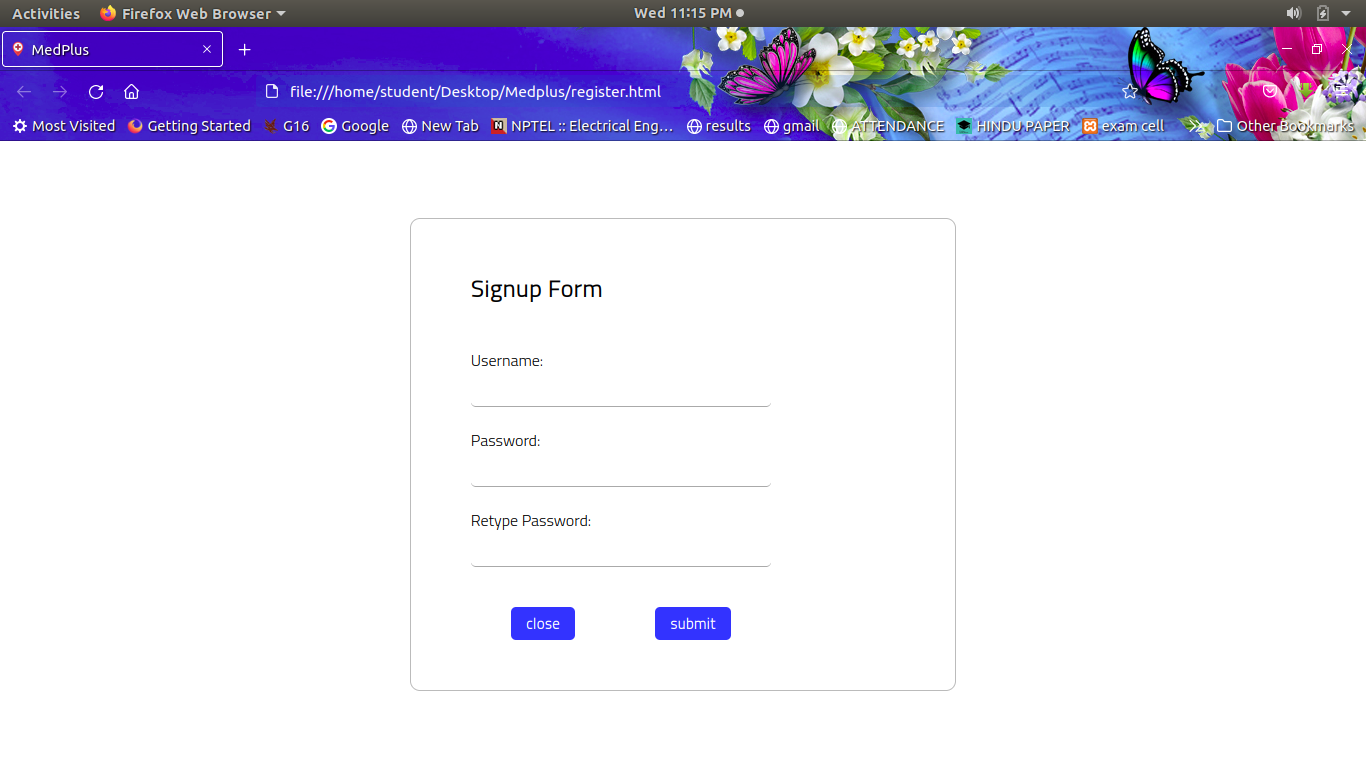 Activities Firefox Web Browser Wed 11:15 PM
MedPlus
file:///home/student/Desktop/Medplus/register.html
Most Visited Getting Started G16 Google New Tab NPTEL :: Electrical Eng… results gmail ATTENDANCE HINDU PAPER exam cell Other Bookmarks
Signup Form
Username:
Password:
Retype Password:
close submit